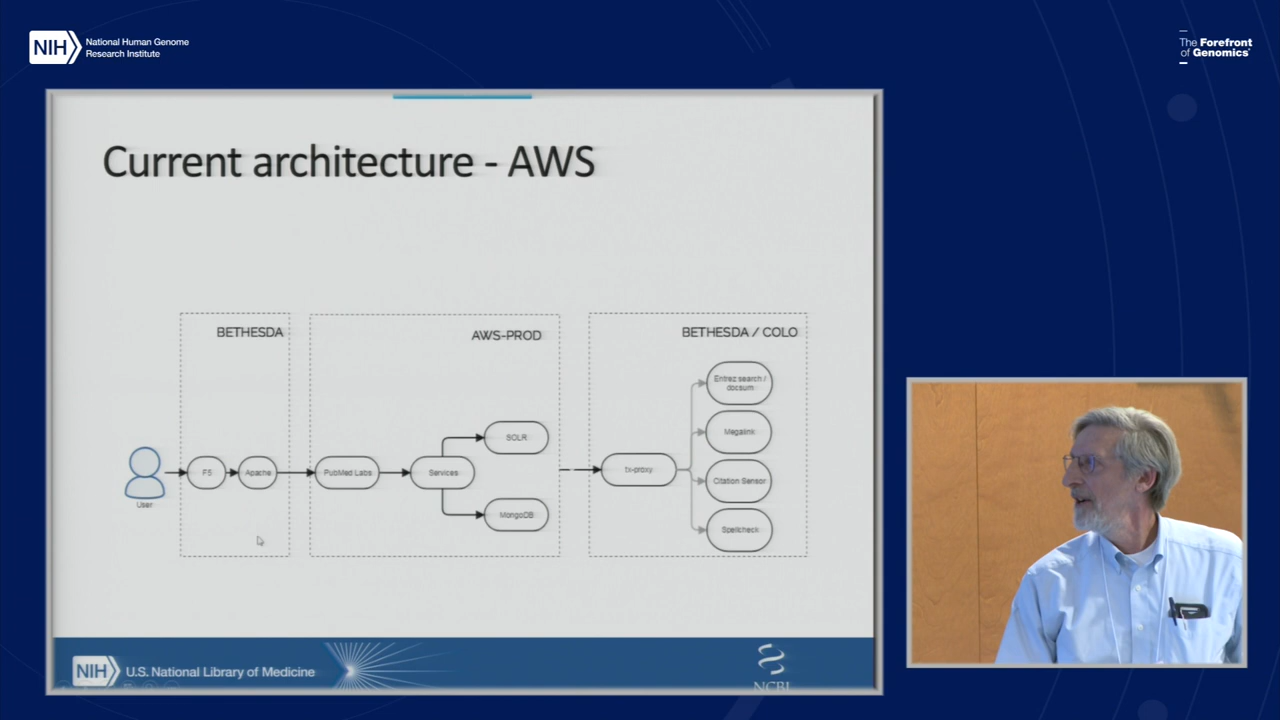 NIH
National Human Genome
Research Institute
The Forefront
of Genomics
Current architecture - AWS
BETHESDA
AWS-PROD
BETHESDA / COLO
Entrez search /
docsum
SOLR
Megalink
User
F5
Apache
PubMed Labs
Services
tx-proxy
Citation Sensor
MongoDB
Spellcheck
NIH
U.S. National Library of Medicine
NCBI